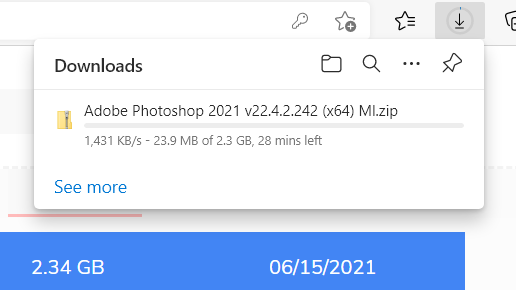 Downloads
Adobe Photoshop 2021 v22.4.2.242 (x64) Ml.zip
1,431 KB/s - 23.9 MB of 2.3 GB, 28 mins left
See more
2.34 GB 06/15/2021